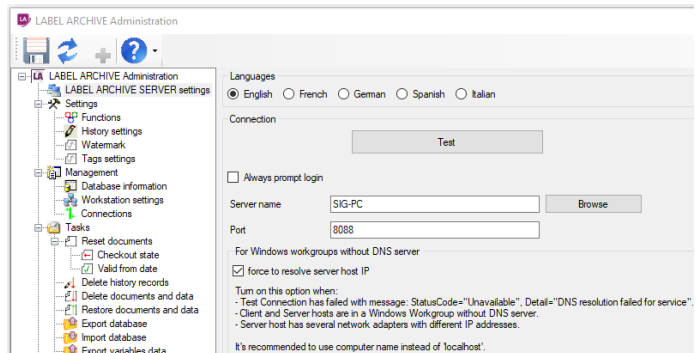 LA LABEL ARCHIVE Administration
LA LABEL ARCHIVE Administration
LABEL ARCHIVE SERVER settings
Settings
Functions
History settings
Watermark
Tags settings
Management
Database information
Workstation settings
Connections
Tasks
Reset documents
Checkout state
Valid from date
Delete history records
Delete documents and data
Restore documents and data
Export database
Import database
Export variables data
Languages
English French German Spanish Italian
Connection
Test
Always prompt login
Server name SIG-PC Browse
Port 8088
For Windows workgroups without DNS server
force to resolve server host IP
Turn on this option when:
- Test Connection has failed with message: StatusCode="Unavailable", Detail="DNS resolution failed for service".
- Client and Server hosts are in a Windows Workgroup without DNS server.
- Server host has several network adapters with different IP addresses.
It's recommended to use computer name instead of 'localhost'.